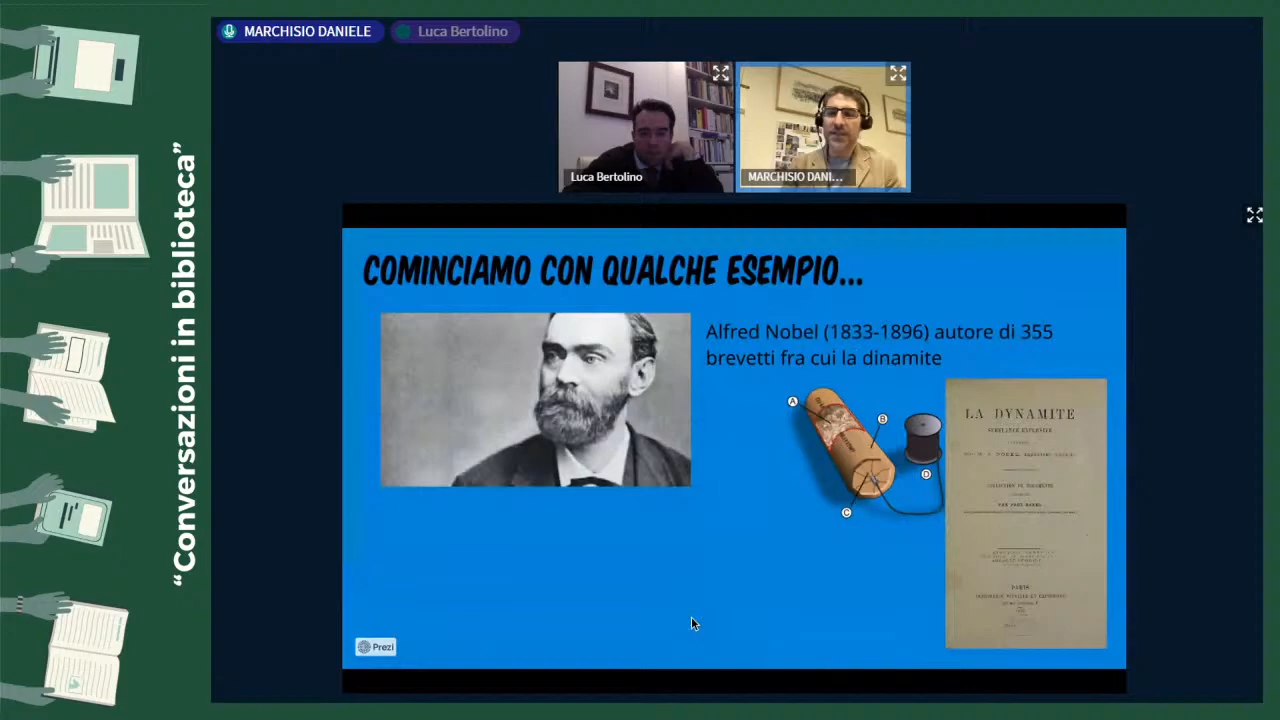 MARCHISIO DANIELE
Luca Bertolino
“Conversazioni in biblioteca”
Luca Bertolino
MARCHISIO DANI...
COMINCIAMO CON QUALCHE ESEMPIO...
Alfred Nobel (1833-1896) autore di 355
brevetti fra cui la dinamite
A
B
C
D
LA DYNAMITE
PARIS
Prezi